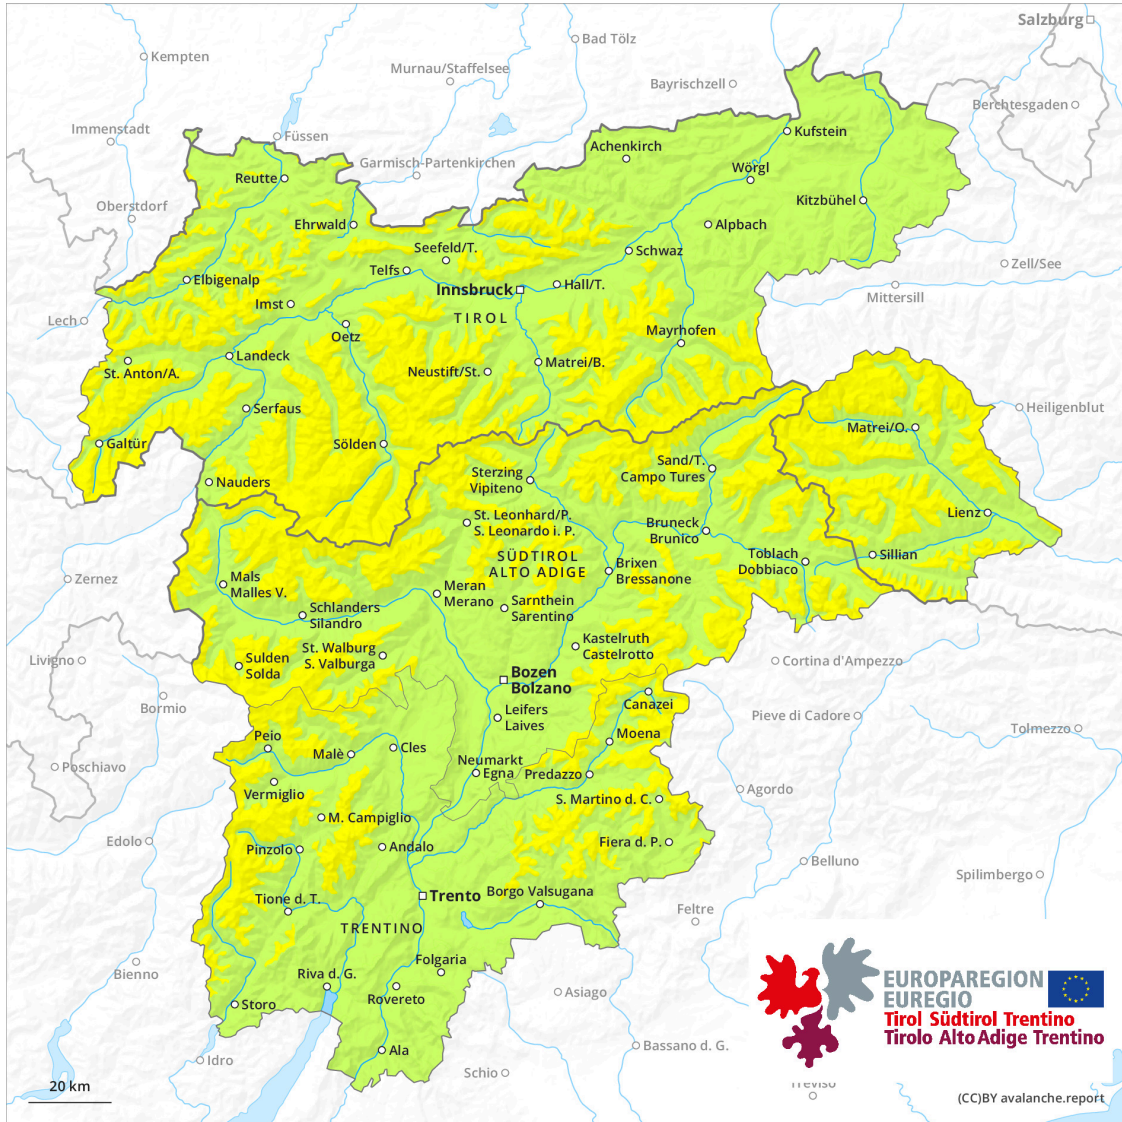 Salzburg
Kempten
Bad Tölz
Murnau/Staffelsee
Bayrischzell
Berchtesgaden
Immenstadt
Füssen
Kufstein
Achenkirch
Garmisch-Partenkirchen
Wörgl
Reutte
Oberstdorf
Kitzbühel
Ehrwald
Alpbach
Seefeld/T.
Schwaz
Zell/See
Telfs
Elbigenalp
Innsbruck
Hall/T.
Mittersill
Imst
Lech
TIROL
Oetz
Mayrhofen
Landeck
Matrei/B.
St. Anton/A.
Neustift/St.
Serfaus
Heiligenblut
Matrei/O.
Galtür
Sölden
Sand/T.
Campo Tures
Sterzing
Vipiteno
Nauders
Lienz
St. Leonhard/P.
S. Leonardo i. P.
Bruneck
Brunico
SÜDTIROL
ALTO ADIGE
Toblach
Dobbiaco
Sillian
Brixen
Bressanone
Zernez
Mals
Malles V.
Meran
Merano
Sarnthein
Sarentino
Schlanders
Silandro
Kastelruth
Castelrotto
St. Walburg
S. Valburga
Livigno
Sulden
Solda
Cortina d'Ampezzo
Bozen
Bolzano
Canazei
Bormio
Leifers
Laives
Pieve di Cadore
Tolmezzo
Peio
Moena
Malè
Cles
Neumarkt
Egna
Predazzo
Poschiavo
Vermiglio
Agordo
S. Martino d. C.
M. Campiglio
Edolo
Pinzolo
Andalo
Fiera d. P.
Belluno
Spilimbergo
Trento
Borgo Valsugana
Tione d. T.
Feltre
TRENTINO
Folgaria
Bienno
Riva d. G.
Asiago
Rovereto
Storo
EUROPAREGION
EUREGIO
Tirol Südtirol Trentino
Tirolo Alto Adige Trentino
Ala
Bassano d. G.
Idro
Schio
Treviso
20 km
(CC)BY avalanche.report